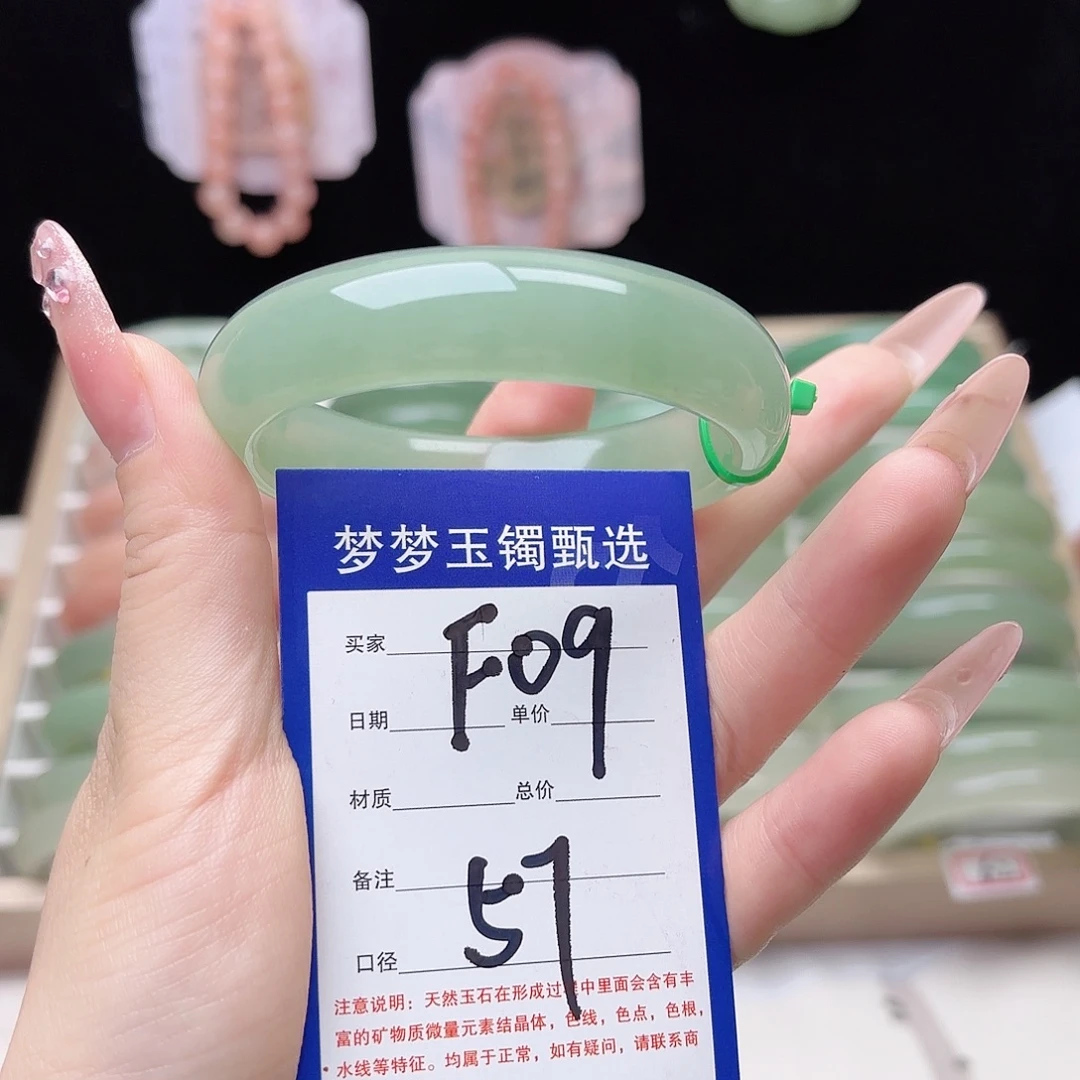 梦梦玉镯甄选
买家
F09
日期 单价
材质 总价
备注
57
口径
注意说明：天然玉石在形成过程中里面会含有丰
富的矿物质微量元素结晶体，色线，色点，色根，
水线等特征。均属于正常，如有疑问，请联系商